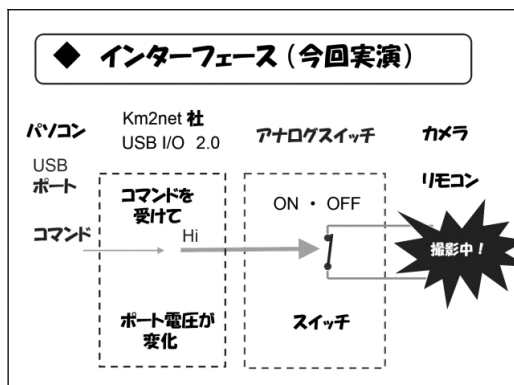 ◆ インターフェース（今回実演）
パソコン
USB
ポート
コマンド
Km2net 社
USB I/O 2.0
コマンドを
受けて
Hi
ポート電圧が
変化
アナログスイッチ
ON ・ OFF
スイッチ
カメラ
リモコン
撮影中！